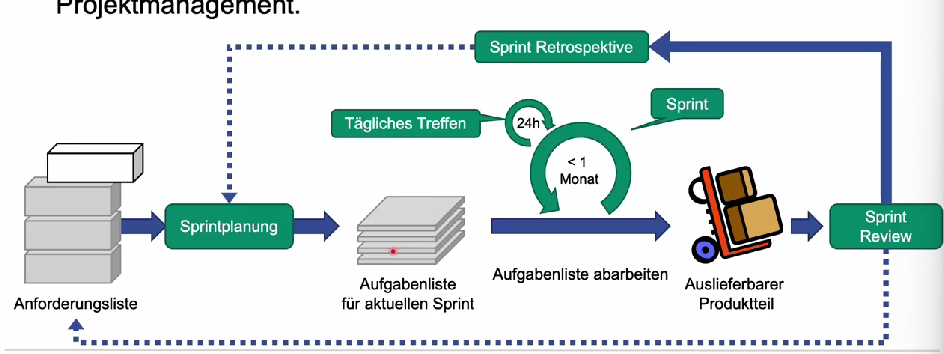 Projektmanagement.
Sprint Retrospektive
Tägliches Treffen
24h
Sprint
< 1
Monat
Sprintplanung
Sprint
Review
Anforderungsliste
Aufgabenliste
für aktuellen Sprint
Aufgabenliste abarbeiten
Auslieferbarer
Produktteil